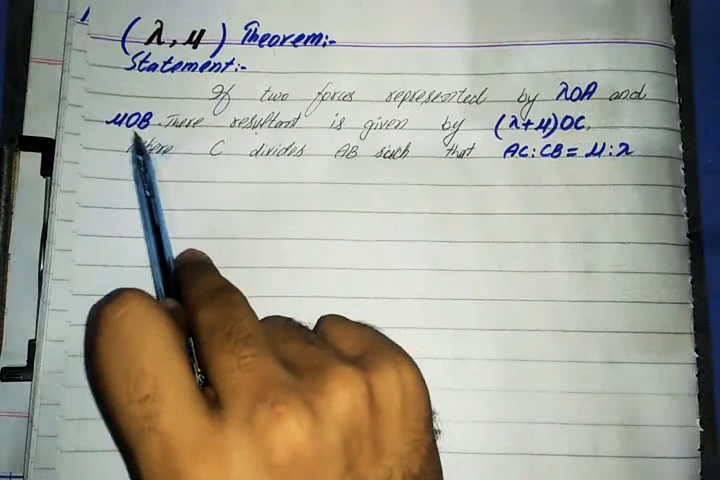 (λ, μ) Theorem:-
Statement:-
If two forces represented by λOA and
μOB. There resultant is given by (λ+μ)OC,
where C divides AB such that AC:CB = μ:λ